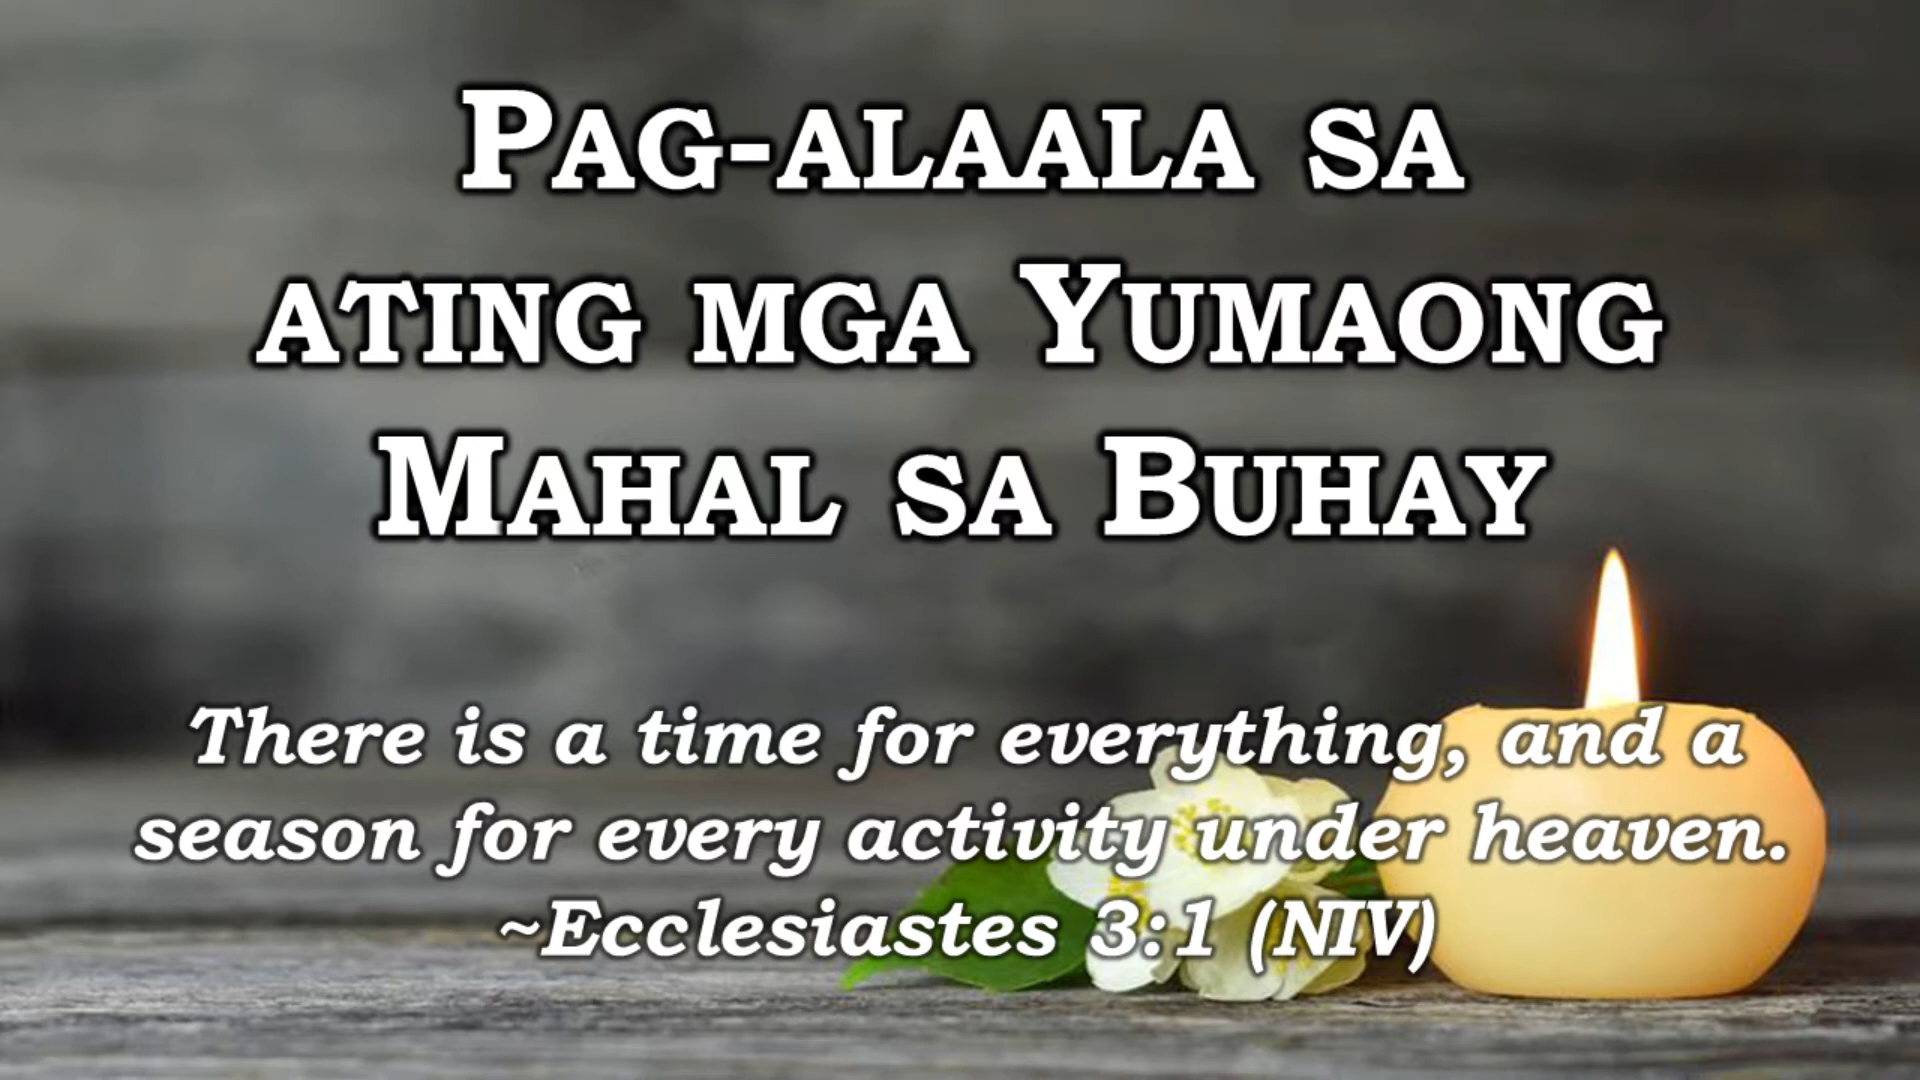 PAG-ALAALA SA
ATING MGA YUMAONG
MAHAL SA BUHAY
There is a time for everything, and a
season for every activity under heaven.
~Ecclesiastes 3:1 (NIV)